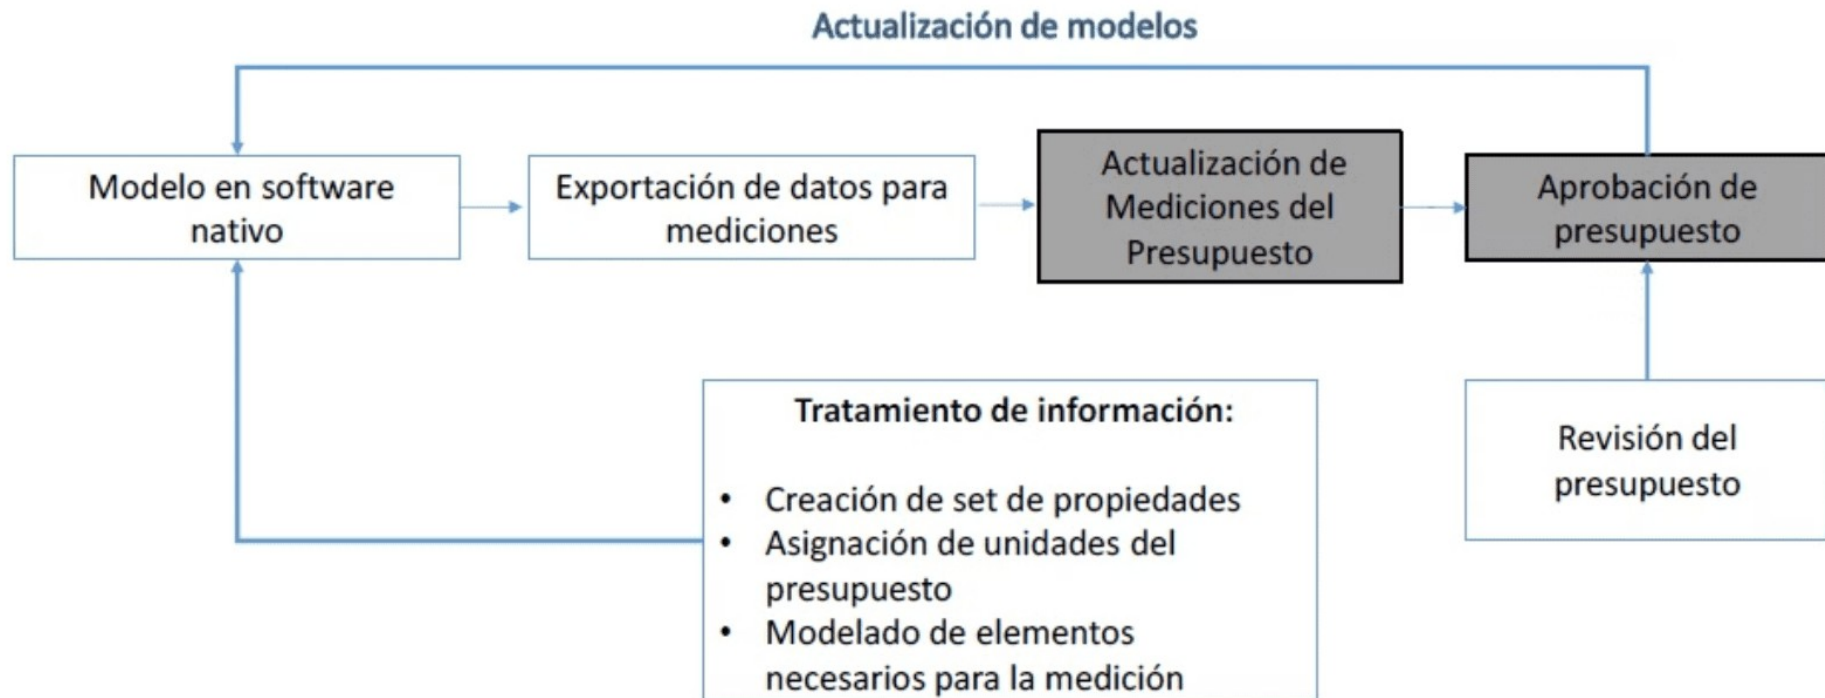 Actualización de modelos
Modelo en software
nativo
Exportación de datos para
mediciones
Actualización de
Mediciones del
Presupuesto
Aprobación de
presupuesto
Tratamiento de información:
• Creación de set de propiedades
• Asignación de unidades del
presupuesto
• Modelado de elementos
necesarios para la medición
Revisión del
presupuesto